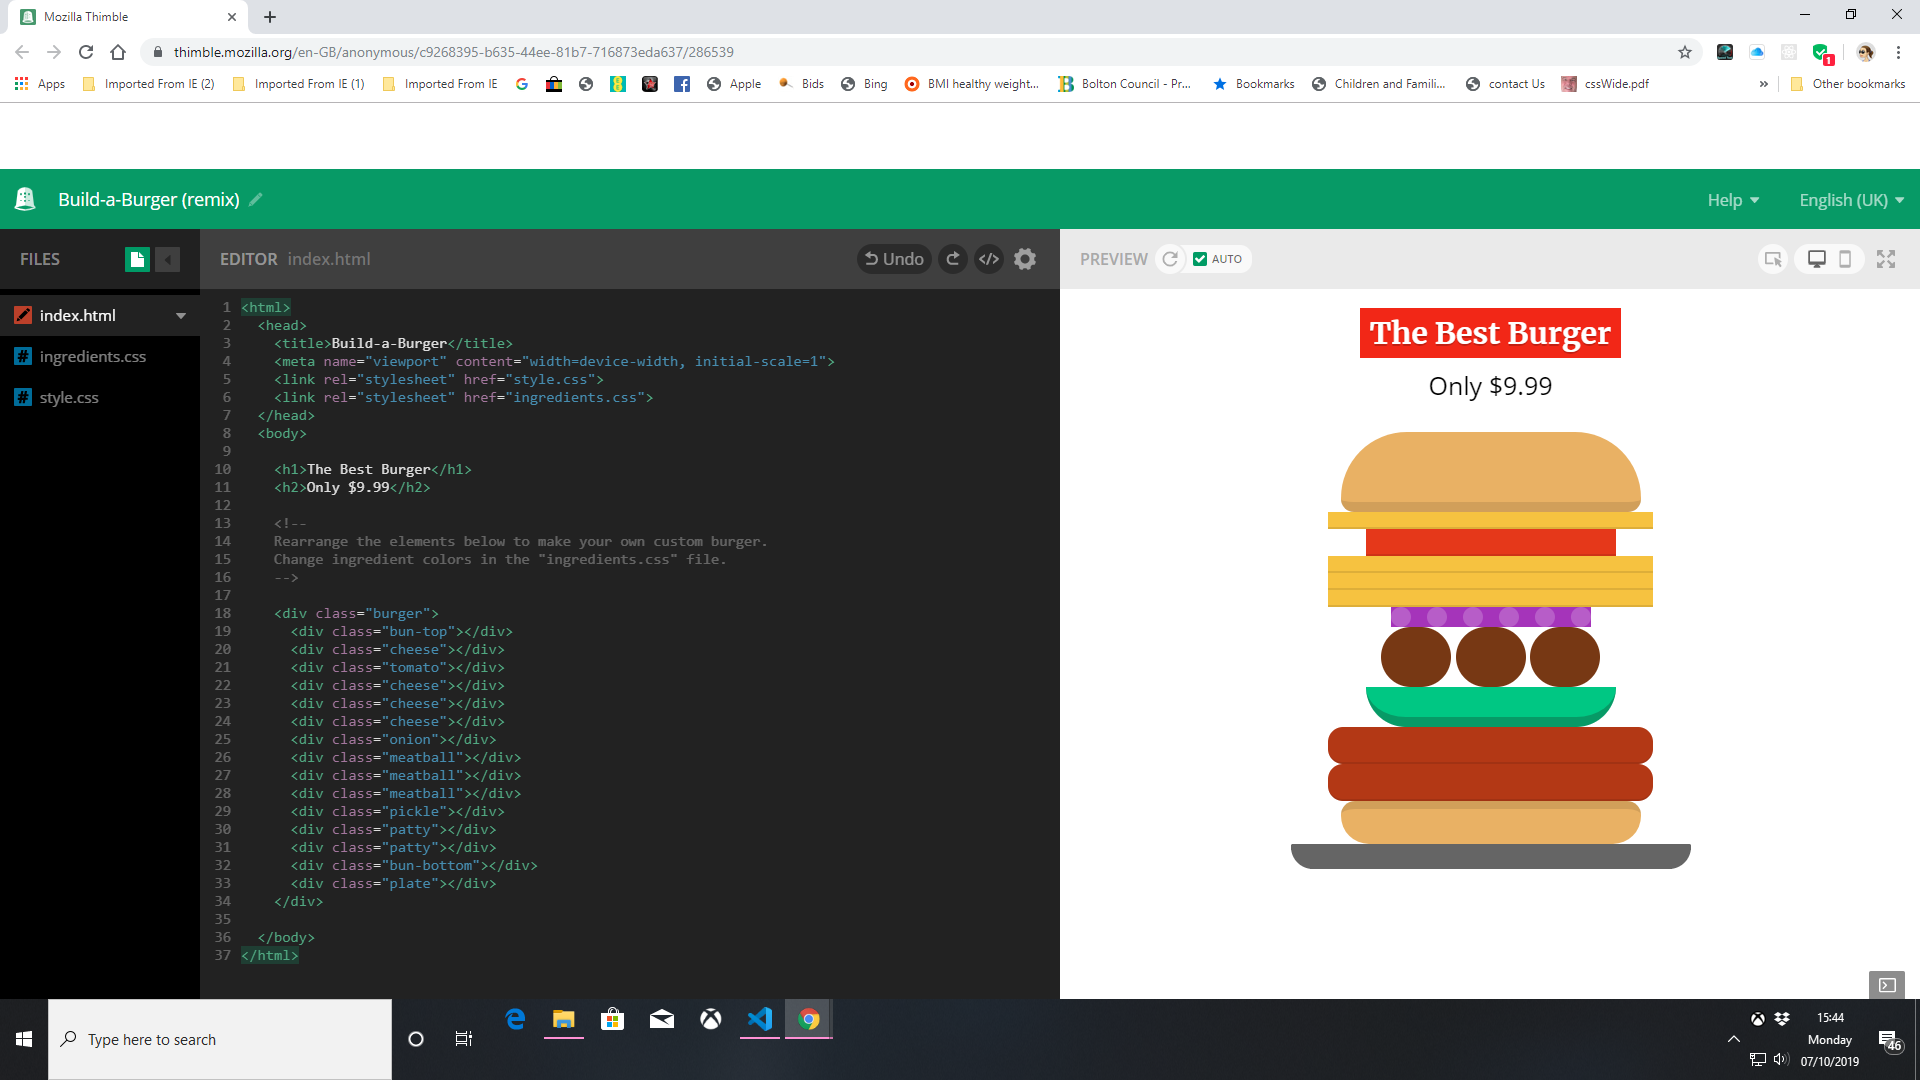 Mozilla Thimble
thimble.mozilla.org/en-GB/anonymous/c9268395-b635-44ee-81b7-716873eda637/286539
1
Apps Imported From IE (2) Imported From IE (1) Imported From IE Apple Bids Bing BMI healthy weight... Bolton Council - Pr... Bookmarks Children and Famili... contact Us cssWide.pdf » Other bookmarks
Build-a-Burger (remix) Help English (UK)
FILES EDITOR index.html Undo </> PREVIEW AUTO
index.html
ingredients.css
style.css
1 <html>
2 <head>
3 <title>Build-a-Burger</title>
4 <meta name="viewport" content="width=device-width, initial-scale=1">
5 <link rel="stylesheet" href="style.css">
6 <link rel="stylesheet" href="ingredients.css">
7 </head>
8 <body>
9
10 <h1>The Best Burger</h1>
11 <h2>Only $9.99</h2>
12
13 <!--
14 Rearrange the elements below to make your own custom burger.
15 Change ingredient colors in the "ingredients.css" file.
16 -->
17
18 <div class="burger">
19 <div class="bun-top"></div>
20 <div class="cheese"></div>
21 <div class="tomato"></div>
22 <div class="cheese"></div>
23 <div class="cheese"></div>
24 <div class="cheese"></div>
25 <div class="onion"></div>
26 <div class="meatball"></div>
27 <div class="meatball"></div>
28 <div class="meatball"></div>
29 <div class="pickle"></div>
30 <div class="patty"></div>
31 <div class="patty"></div>
32 <div class="bun-bottom"></div>
33 <div class="plate"></div>
34 </div>
35
36 </body>
37 </html>
The Best Burger
Only $9.99
Type here to search
15:44
Monday
07/10/2019
46